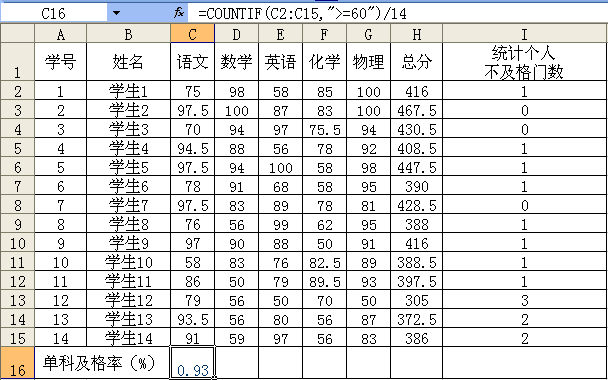 C16 fx =COUNTIF(C2:C15,">=60")/14
A B C D E F G H I
1 学号 姓名 语文 数学 英语 化学 物理 总分 统计个人
不及格门数
2 1 学生1 75 98 58 85 100 416 1
3 2 学生2 97.5 100 87 83 100 467.5 0
4 3 学生3 70 94 97 75.5 94 430.5 0
5 4 学生4 94.5 88 56 78 92 408.5 1
6 5 学生5 97.5 94 100 58 98 447.5 1
7 6 学生6 78 91 68 58 95 390 1
8 7 学生7 97.5 83 89 78 81 428.5 0
9 8 学生8 76 56 99 62 95 388 1
10 9 学生9 97 90 88 50 91 416 1
11 10 学生10 58 83 76 82.5 89 388.5 1
12 11 学生11 86 50 79 89.5 93 397.5 1
13 12 学生12 79 56 50 70 50 305 3
14 13 学生13 93.5 56 80 56 87 372.5 2
15 14 学生14 91 59 97 56 83 386 2
16 单科及格率(%) 0.93